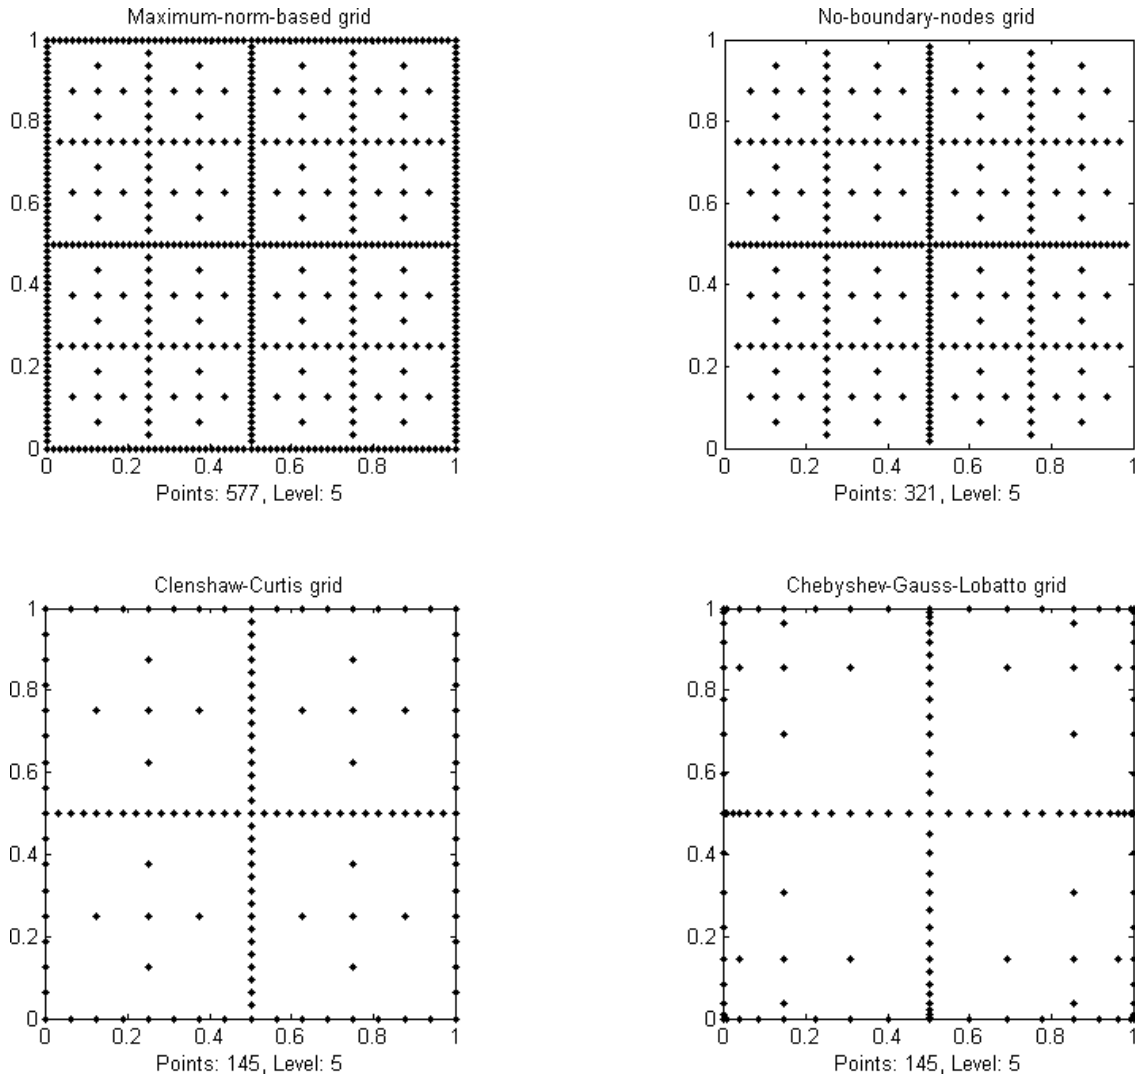 Maximum-norm-based grid
1
0.8
0.6
0.4
0.2
0
0 0.2 0.4 0.6 0.8 1
Points: 577, Level: 5
No-boundary-nodes grid
1
0.8
0.6
0.4
0.2
0
0 0.2 0.4 0.6 0.8 1
Points: 321, Level: 5
Clenshaw-Curtis grid
1
0.8
0.6
0.4
0.2
0
0 0.2 0.4 0.6 0.8 1
Points: 145, Level: 5
Chebyshev-Gauss-Lobatto grid
1
0.8
0.6
0.4
0.2
0
0 0.2 0.4 0.6 0.8 1
Points: 145, Level: 5